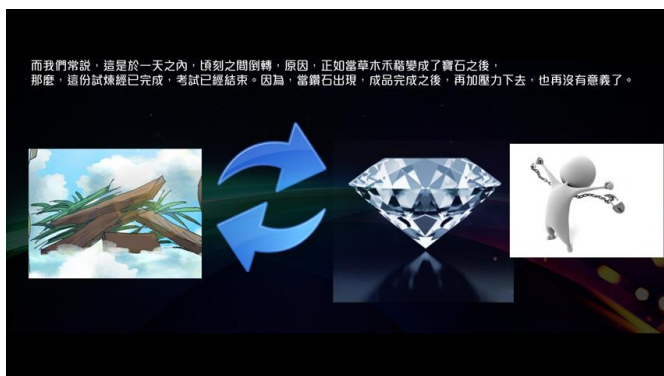 而我們常説，這是於一天之內，頃刻之間倒轉，原因，正如當草木禾稭變成了寶石之後，
那麼，這份試煉經已完成，考試已經結束。因為，當鑽石出現，成品完成之後，再加壓力下去，也再沒有意義了。